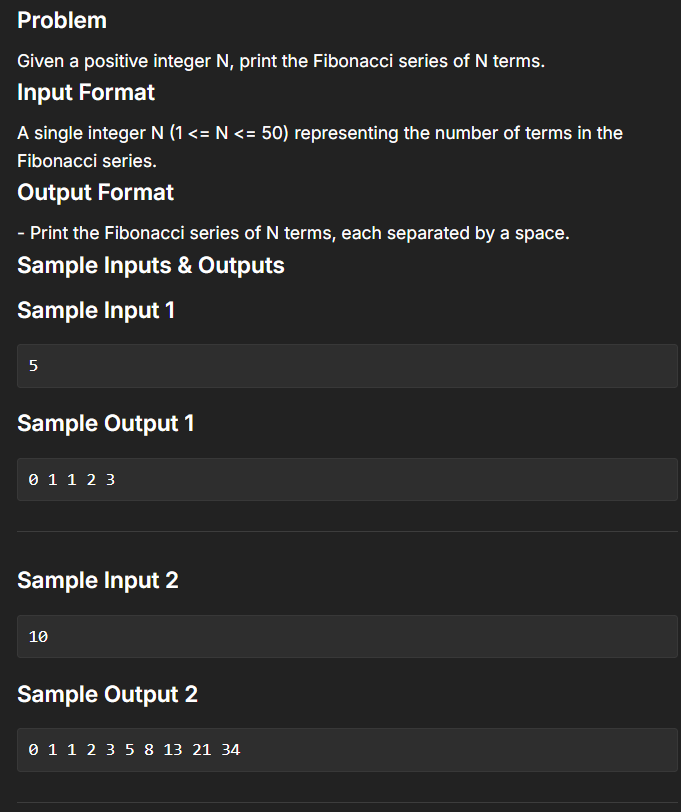 Problem
Given a positive integer N, print the Fibonacci series of N terms.
Input Format
A single integer N (1 <= N <= 50) representing the number of terms in the
Fibonacci series.
Output Format
- Print the Fibonacci series of N terms, each separated by a space.
Sample Inputs & Outputs
Sample Input 1
5
Sample Output 1
0 1 1 2 3
Sample Input 2
10
Sample Output 2
0 1 1 2 3 5 8 13 21 34